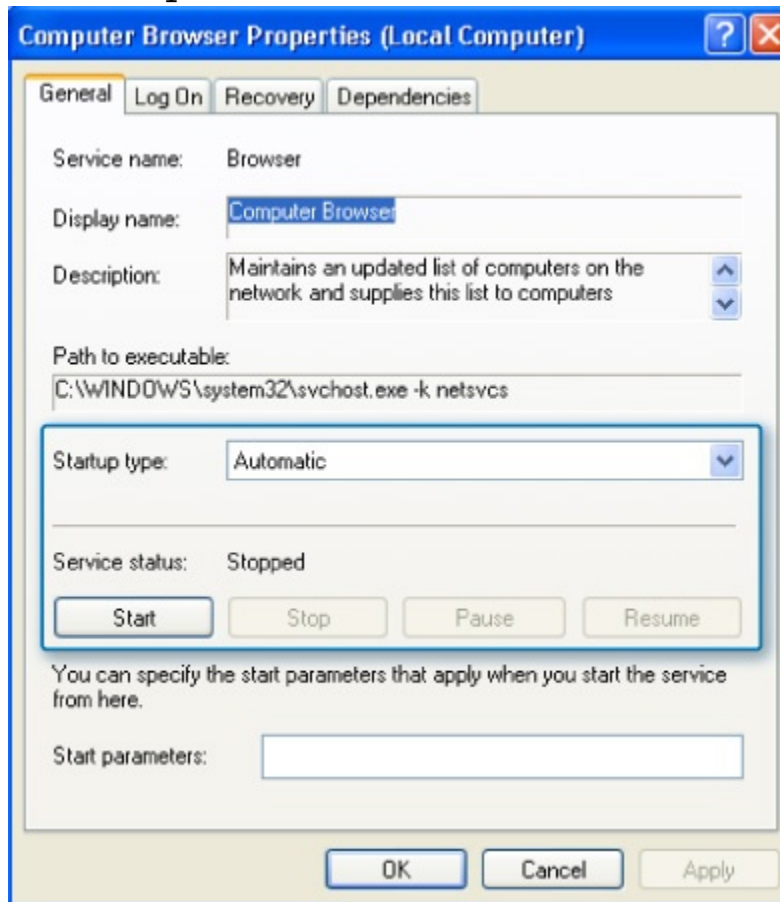 Computer Browser Properties (Local Computer)
General Log On Recovery Dependencies
Service name: Browser
Display name: Computer Browser
Description: Maintains an updated list of computers on the
network and supplies this list to computers
Path to executable:
C:\WINDOWS\system32\svchost.exe -k netsvcs
Startup type: Automatic
Service status: Stopped
Start Stop Pause Resume
You can specify the start parameters that apply when you start the service
from here.
Start parameters:
OK Cancel Apply